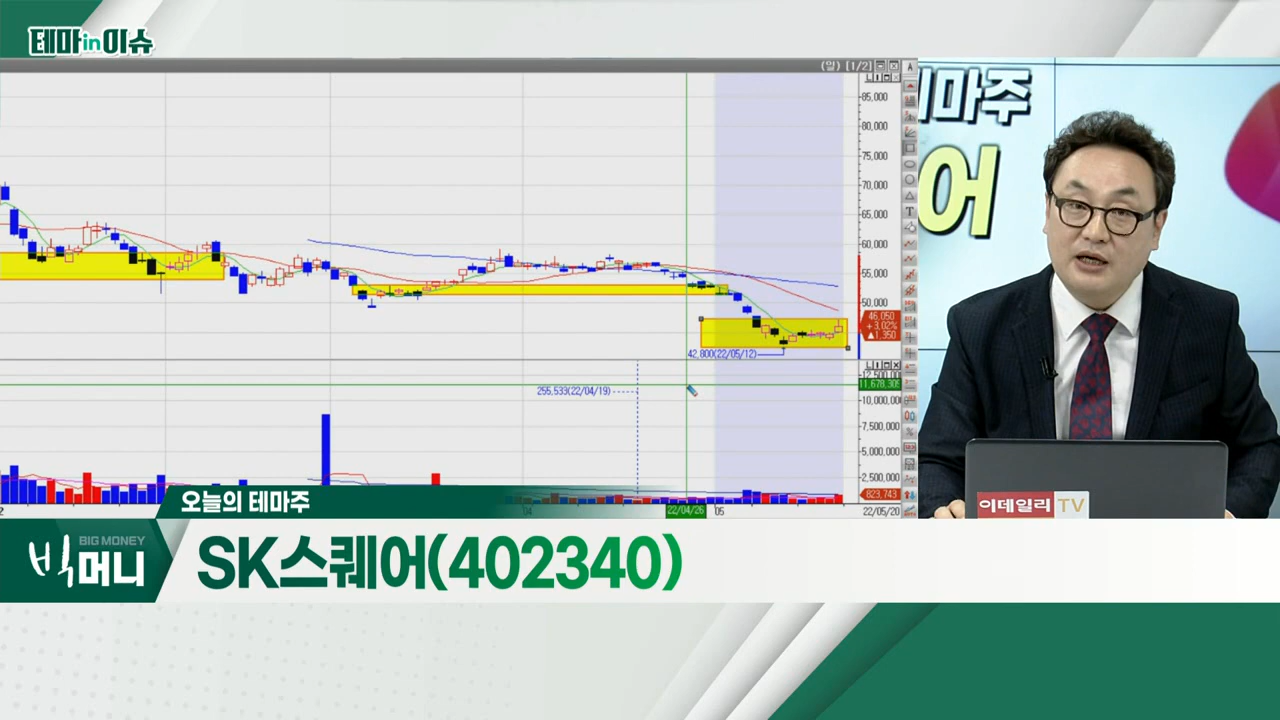 테마in이슈
(일) [1/2]
A
테마주
어
85,000
80,000
75,000
70,000
65,000
60,000
55,000
50,000
46,050
+3,02%
▲1,350
42,800(22/05/12)
255,533(22/04/19)
12,500,00
11,678,305
10,000,00
7,500,000
5,000,000
2,500,000
823,743
04
22/04/26
05
22/05/20
이데일리 TV
오늘의 테마주
BIG MONEY
빅머니
SK스퀘어(402340)